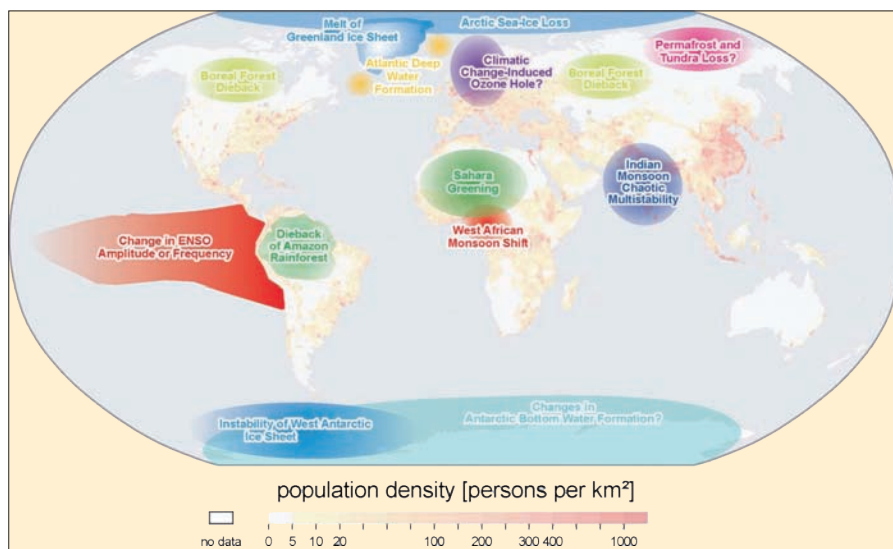 Melt of
Greenland Ice Sheet
Arctic Sea-Ice Loss
Atlantic Deep
Water
Formation
Climatic
Change-Induced
Ozone Hole?
Permafrost and
Tundra Loss?
Boreal Forest
Dieback
Boreal Forest
Dieback
Sahara
Greening
Indian
Monsoon
Chaotic
Multistability
West African
Monsoon Shift
Change in ENSO
Amplitude or Frequency
Dieback
of Amazon
Rainforest
Instability of West Antarctic
Ice Sheet
Changes in
Antarctic Bottom Water Formation?
population density [persons per km²]
no data 0 5 10 20 100 200 300 400 1000